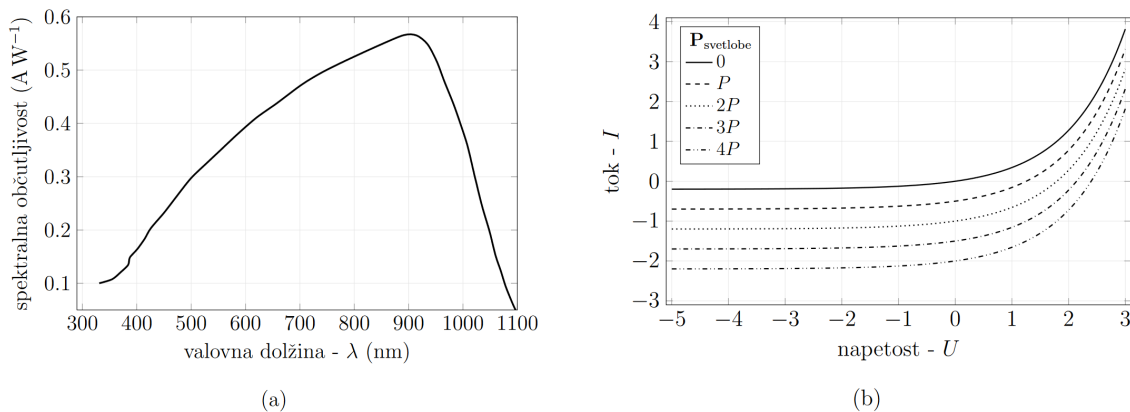 0.6
0.5
0.4
0.3
0.2
0.1
spektralna občutljivost (A W⁻¹)
300 400 500 600 700 800 900 1000 1100
valovna dolžina - λ (nm)
(a)
4
3
2
1
0
−1
−2
−3
tok - I
P_svetlobe
0
P
2P
3P
4P
−5 −4 −3 −2 −1 0 1 2 3
napetost - U
(b)